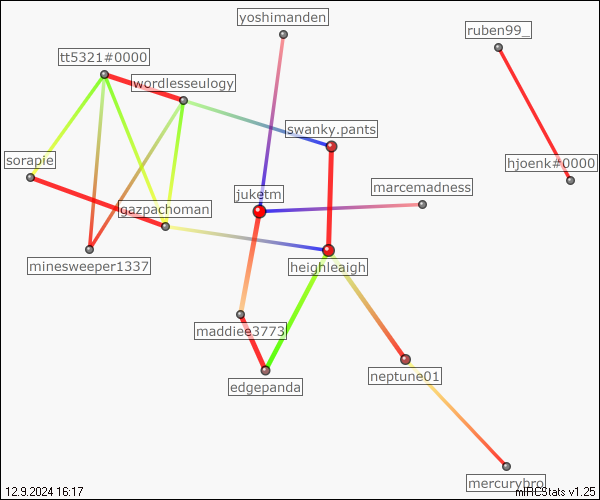 yoshimanden
ruben99_
tt5321#0000
wordlesseulogy
swanky.pants
sorapie
hjoenk#0000
juketm
marcemadness
gazpachoman
minesweeper1337
heighleaigh
maddiee3773
edgepanda
neptune01
mercurybro
12.9.2024 16:17
mIRCStats v1.25